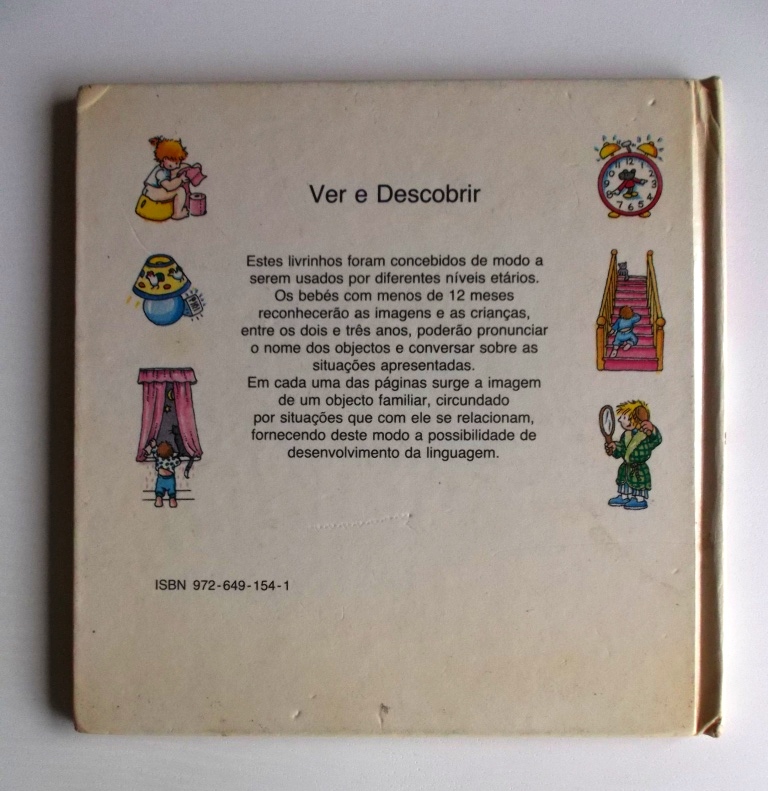 Ver e Descobrir
Estes livrinhos foram concebidos de modo a
serem usados por diferentes níveis etários.
Os bebés com menos de 12 meses
reconhecerão as imagens e as crianças,
entre os dois e três anos, poderão pronunciar
o nome dos objectos e conversar sobre as
situações apresentadas.
Em cada uma das páginas surge a imagem
de um objecto familiar, circundado
por situações que com ele se relacionam,
fornecendo deste modo a possibilidade de
desenvolvimento da linguagem.
ISBN 972-649-154-1